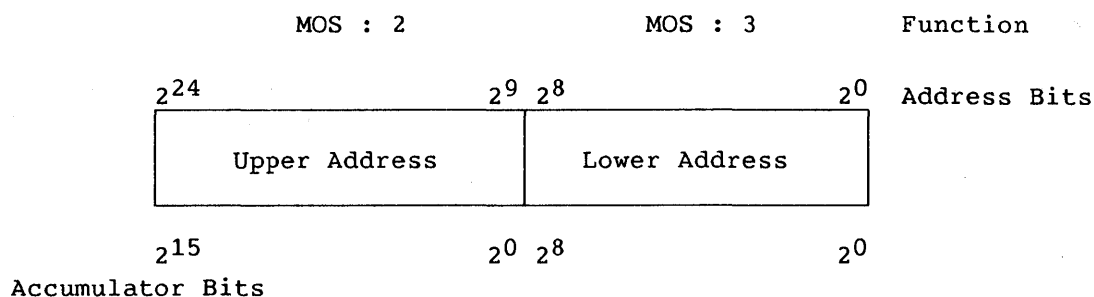 MOS : 2 MOS : 3 Function
2^24 2^9 2^8 2^0 Address Bits
Upper Address Lower Address
2^15 2^0 2^8 2^0
Accumulator Bits